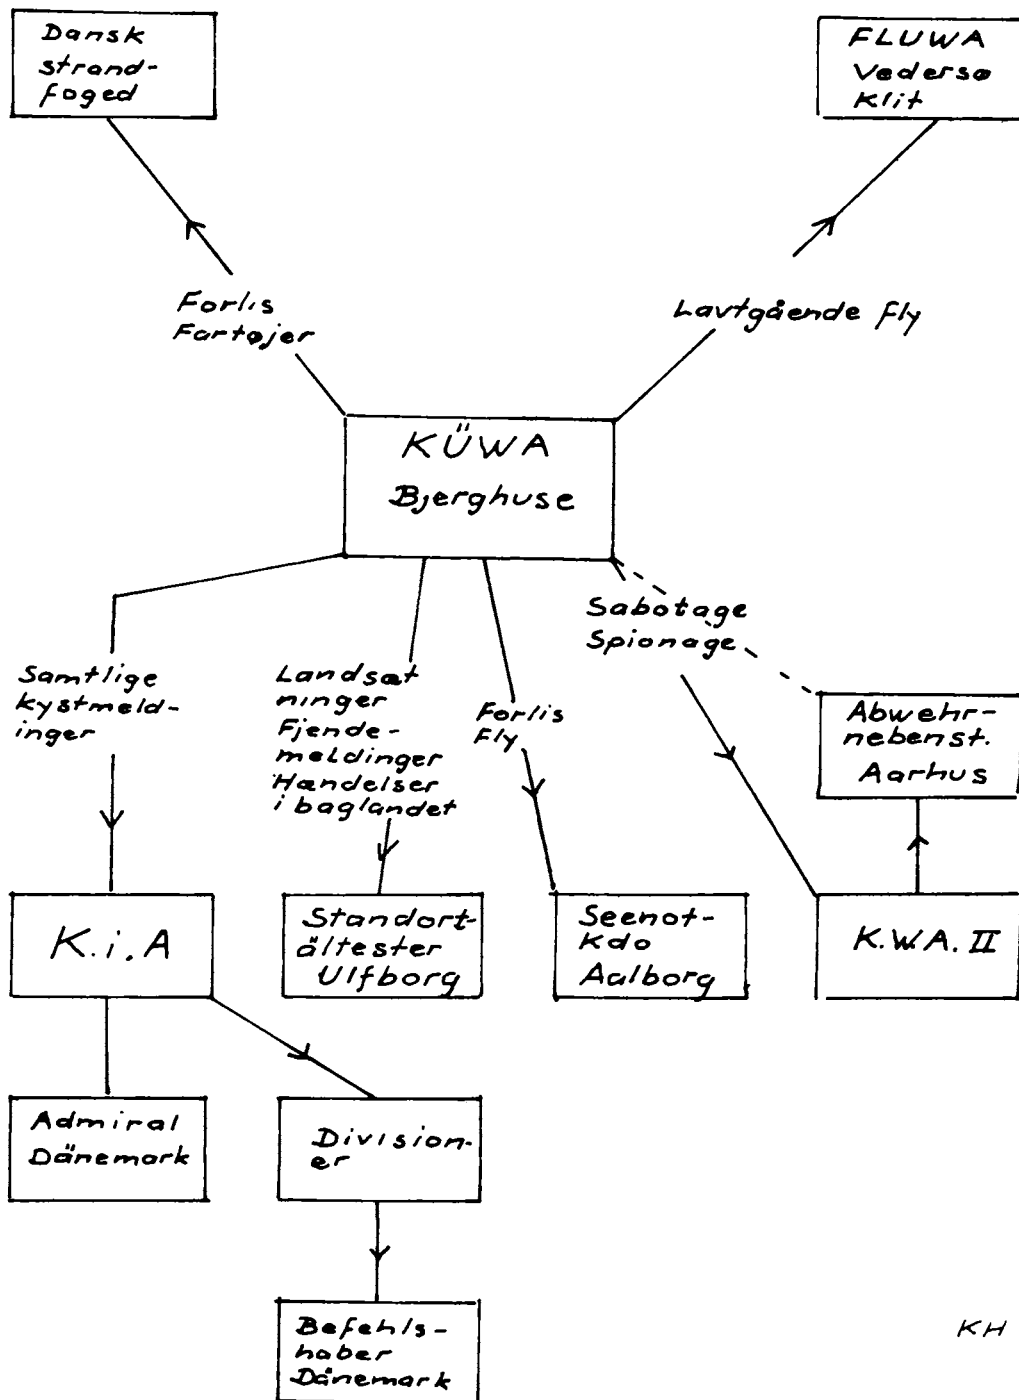 Dansk
strand-
foged
FLUWA
Vedersø
Klit
Forlis
Fartøjer
Lavtgående fly
KÜWA
Bjerghuse
Samtlige
kystmeld-
inger
Landsæt
ninger
Fjende-
meldinger
Hændelser
i baglandet
Forlis
Fly
Sabotage
Spionage
Abwehr-
nebenst.
Aarhus
K.i.A
Standort-
ältester
Ulfborg
Seenot-
Kdo
Aalborg
K.W.A. II
Admiral
Dänemark
Division-
er
Befehls-
haber
Dänemark
KH